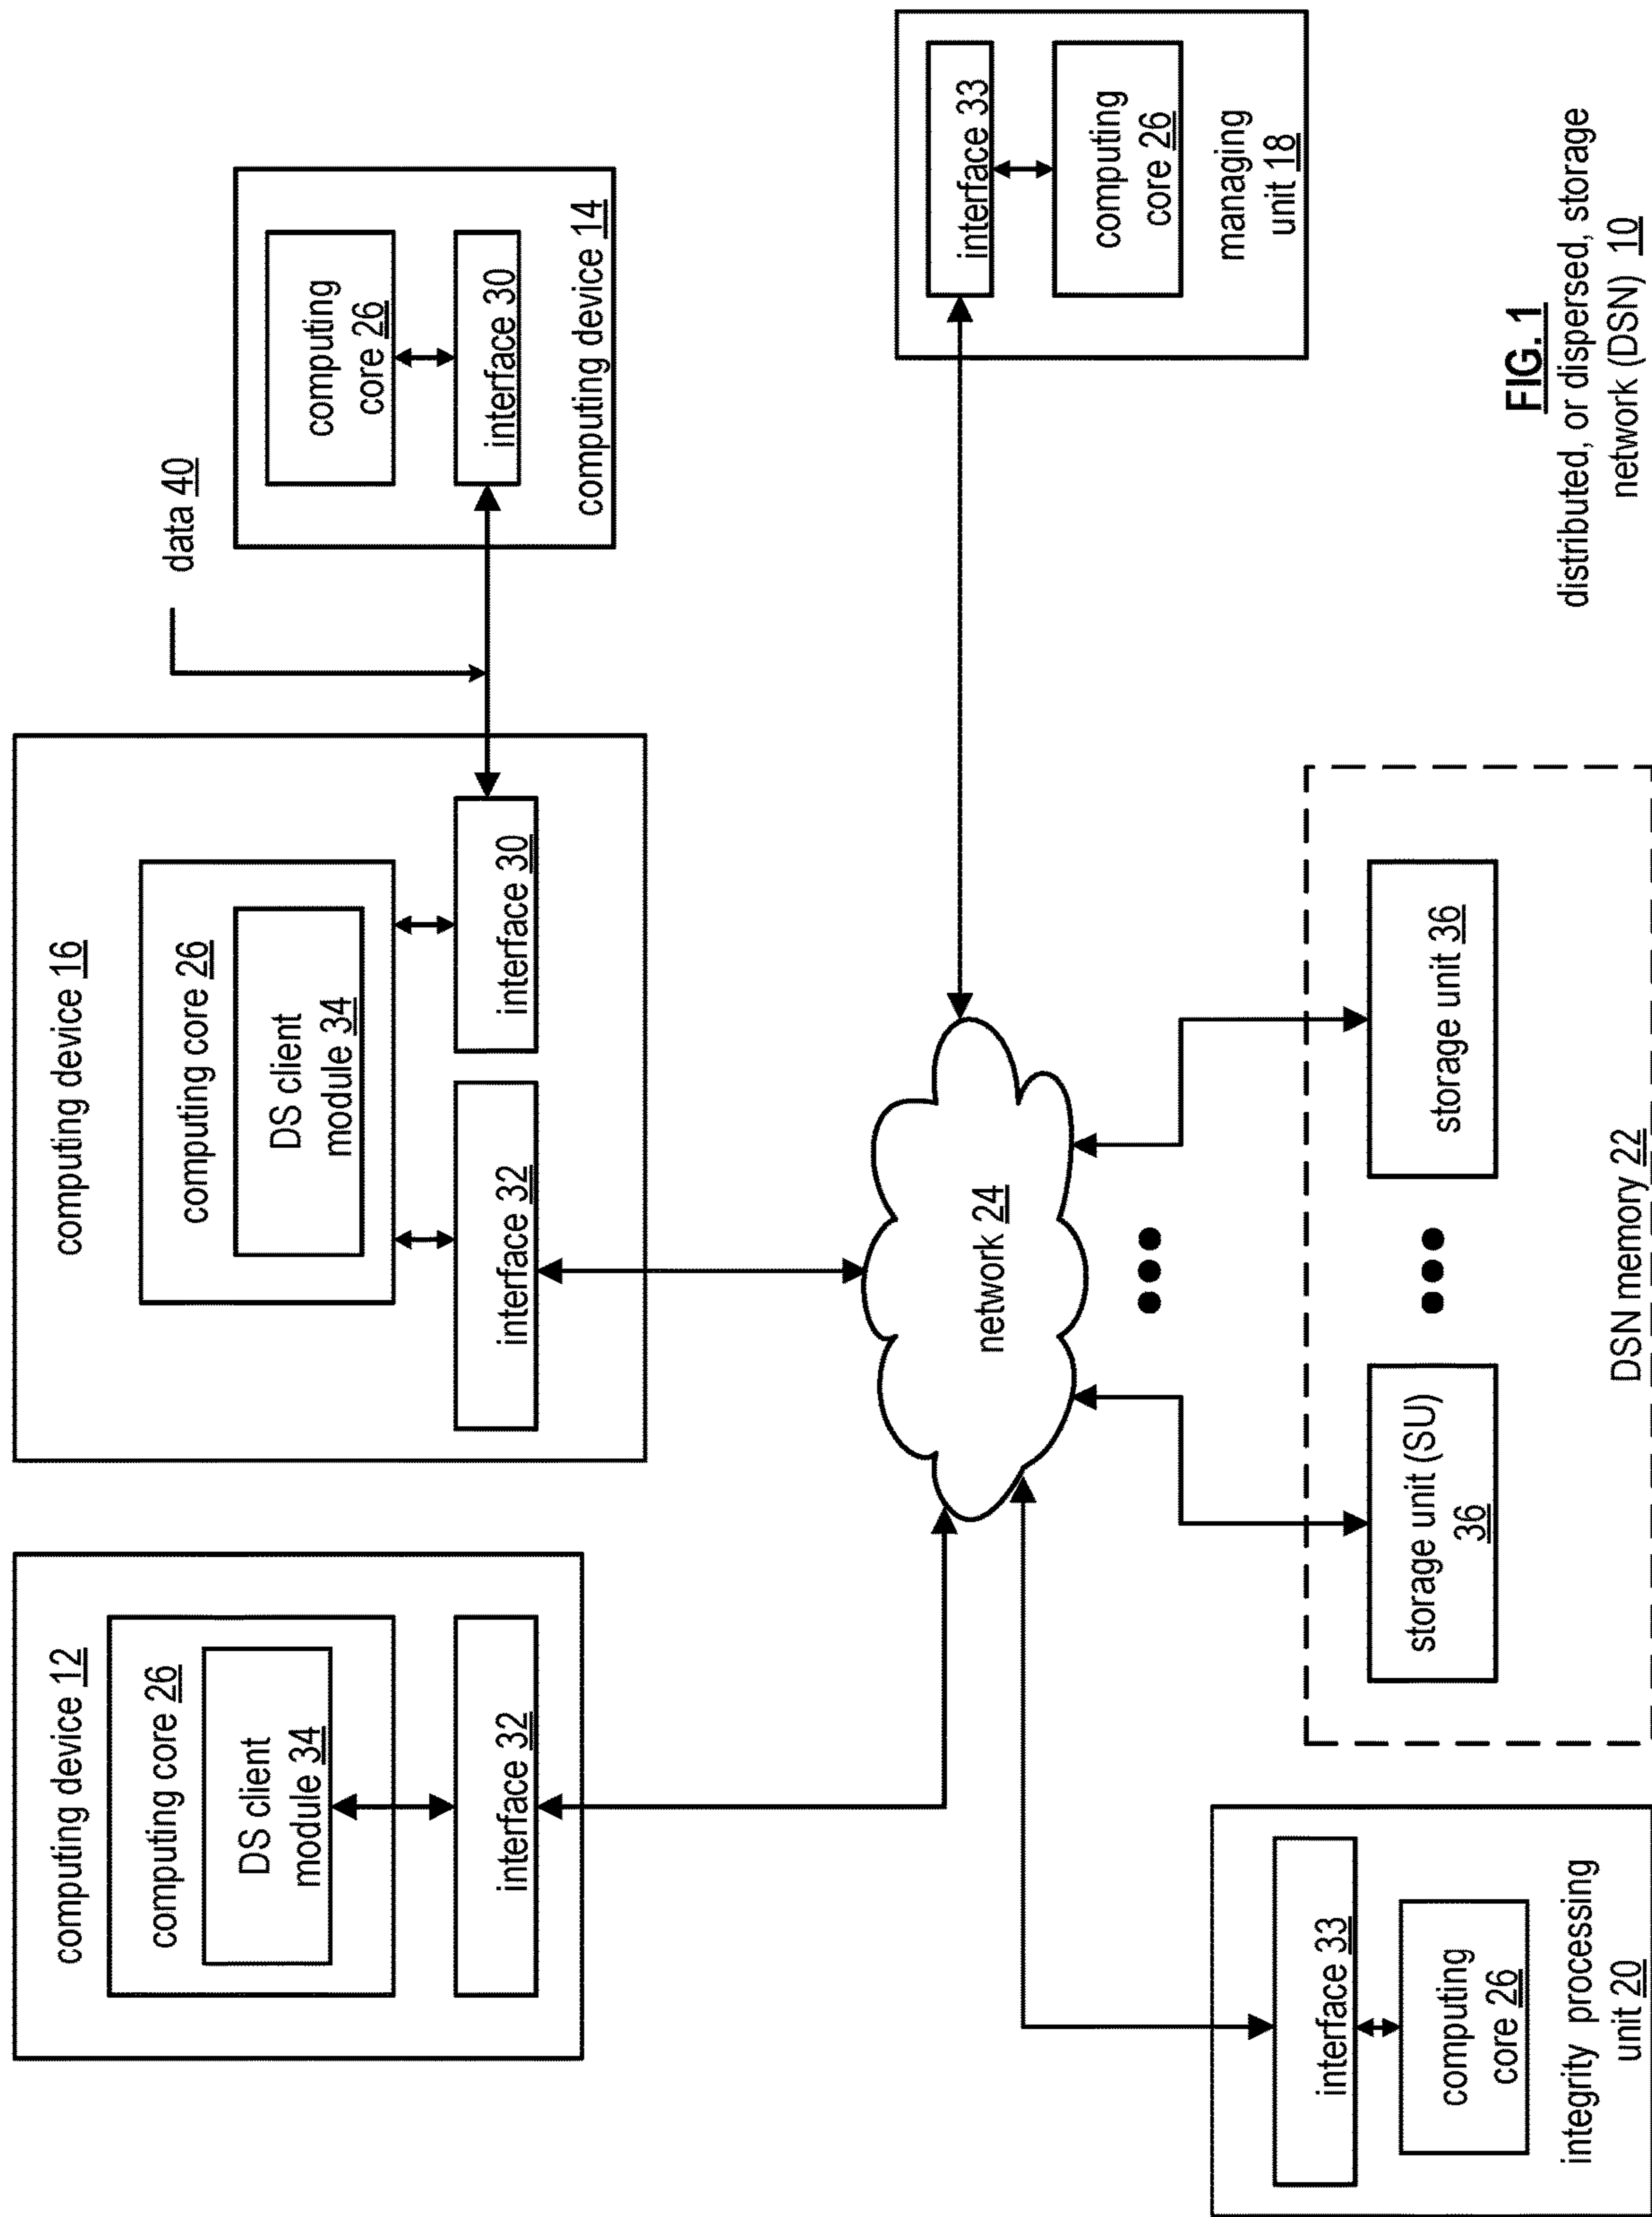 computing device 12
computing core 26
DS client
module 34
interface 32
computing device 16
computing core 26
DS client
module 34
interface 32
interface 30
data 40
computing
core 26
interface 30
computing device 14
network 24
interface 33
computing
core 26
managing
unit 18
interface 33
computing
core 26
integrity processing
unit 20
storage unit (SU)
36
storage unit 36
DSN memory 22
FIG. 1
distributed, or dispersed, storage
network (DSN) 10